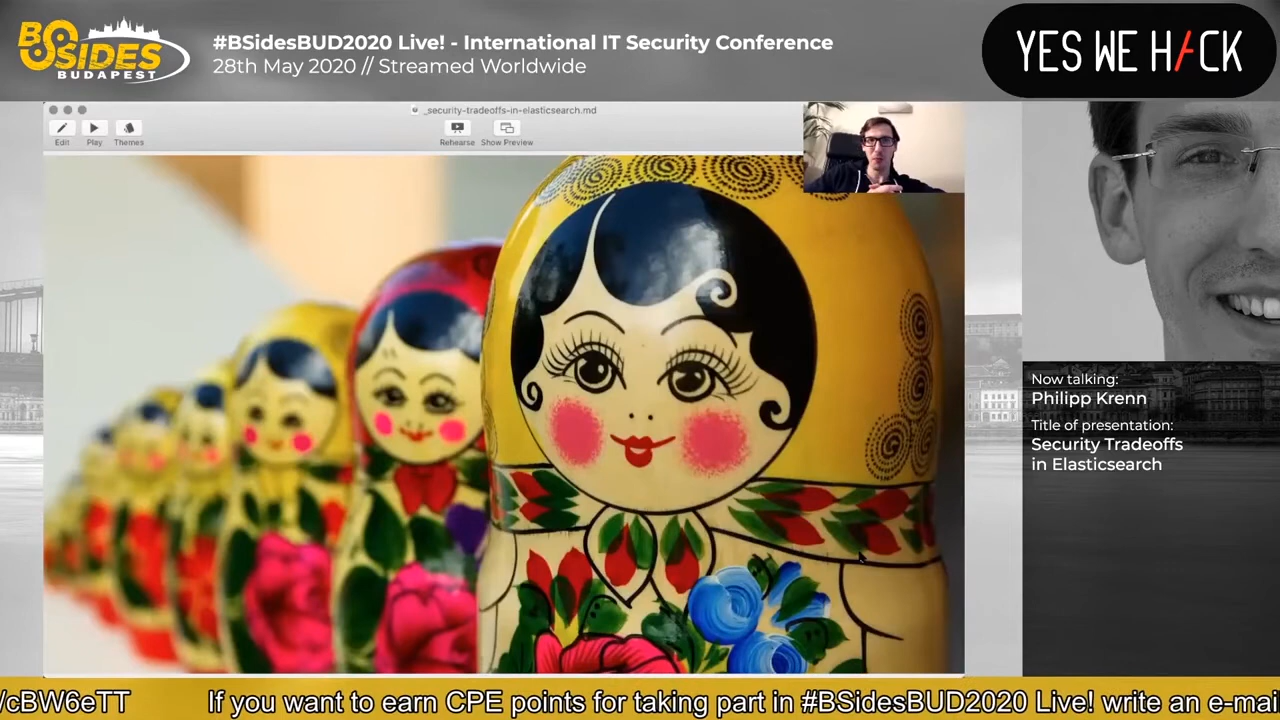 BSIDES
BUDAPEST
#BSidesBUD2020 Live! - International IT Security Conference
28th May 2020 // Streamed Worldwide
YES WE H/CK
_security-tradeoffs-in-elasticsearch.md
Edit Play Themes Rehearse Show Preview
Now talking:
Philipp Krenn
Title of presentation:
Security Tradeoffs
in Elasticsearch
/cBW6eTT If you want to earn CPE points for taking part in #BSidesBUD2020 Live! write an e-mai